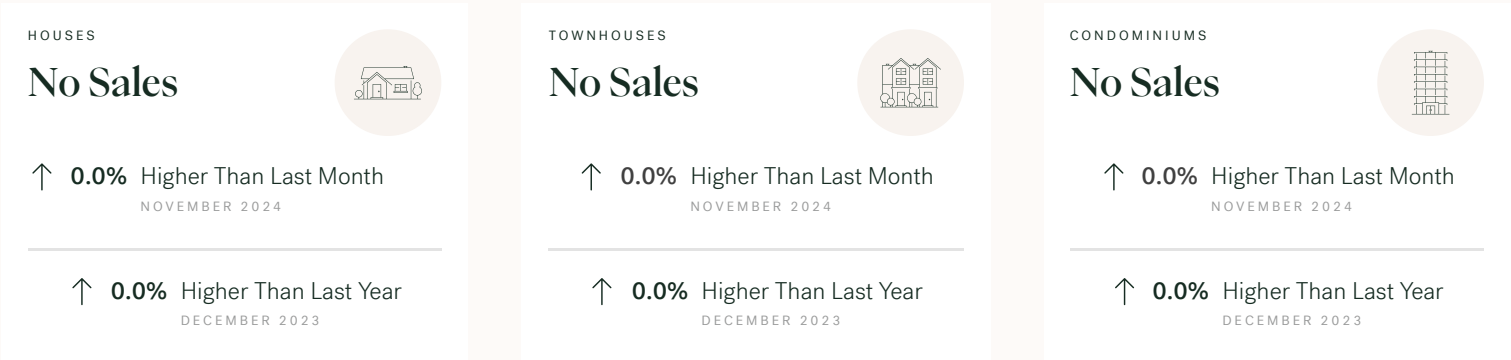 HOUSES
No Sales
↑ 0.0% Higher Than Last Month
NOVEMBER 2024
↑ 0.0% Higher Than Last Year
DECEMBER 2023
TOWNHOUSES
No Sales
↑ 0.0% Higher Than Last Month
NOVEMBER 2024
↑ 0.0% Higher Than Last Year
DECEMBER 2023
CONDOMINIUMS
No Sales
↑ 0.0% Higher Than Last Month
NOVEMBER 2024
↑ 0.0% Higher Than Last Year
DECEMBER 2023